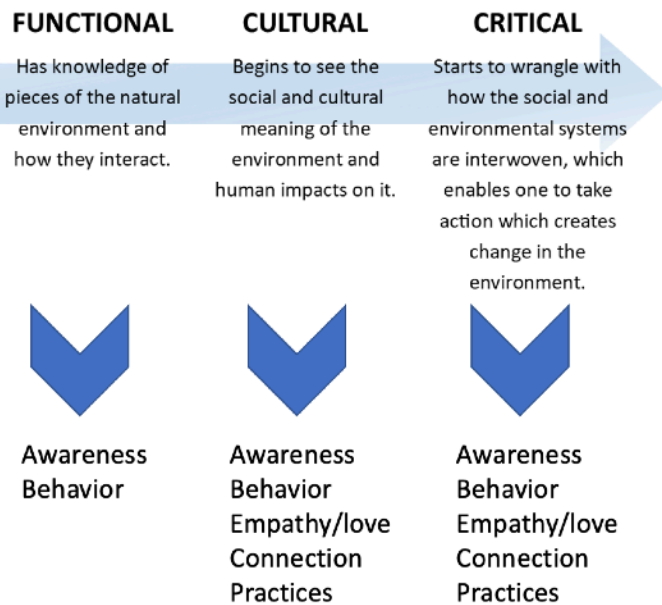 FUNCTIONAL
Has knowledge of
pieces of the natural
environment and
how they interact.
CULTURAL
Begins to see the
social and cultural
meaning of the
environment and
human impacts on it.
CRITICAL
Starts to wrangle with
how the social and
environmental systems
are interwoven, which
enables one to take
action which creates
change in the
environment.
Awareness
Behavior
Awareness
Behavior
Empathy/love
Connection
Practices
Awareness
Behavior
Empathy/love
Connection
Practices